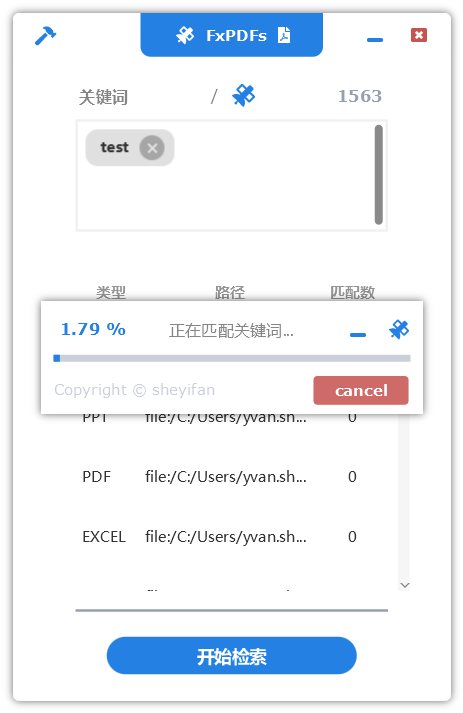 FxPDFs
关键词 / 1563
test
类型 路径 匹配数
1.79 % 正在匹配关键词...
Copyright © sheyifan cancel
PPT file:/C:/Users/yvan.sh... 0
PDF file:/C:/Users/yvan.sh... 0
EXCEL file:/C:/Users/yvan.sh... 0
开始检索